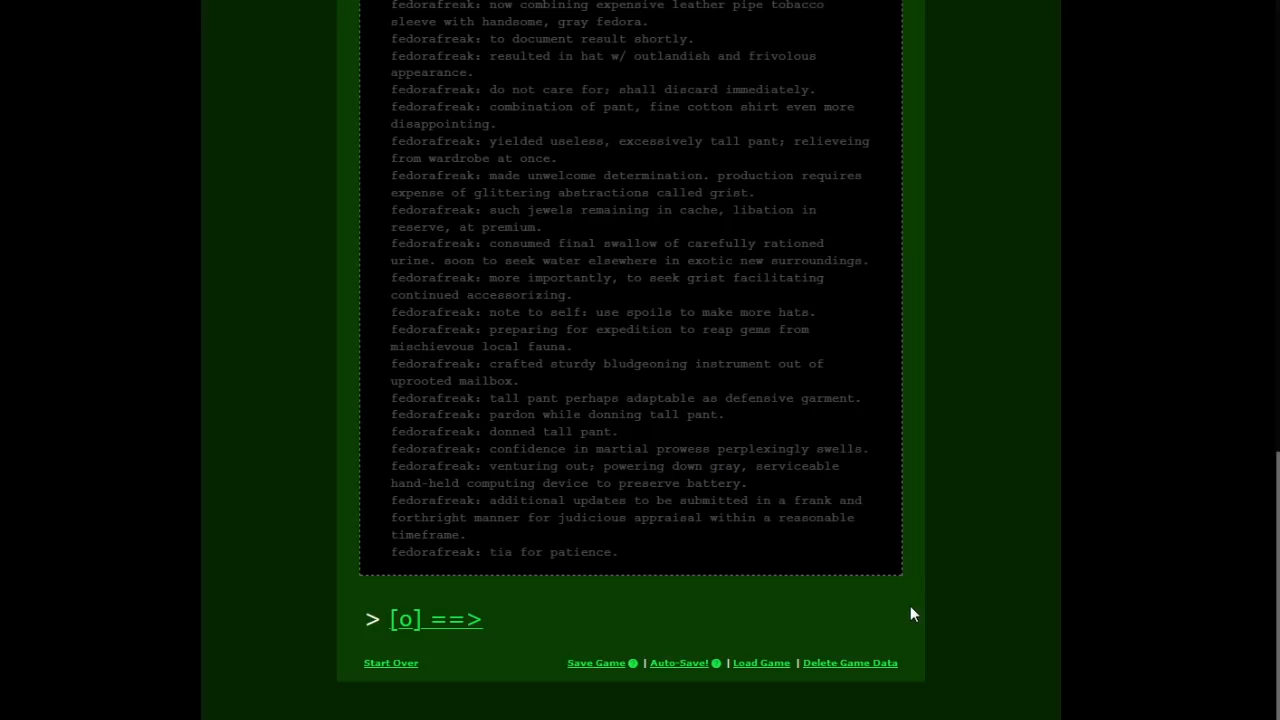 fedorafreak: now combining expensive leather pipe tobacco
sleeve with handsome, gray fedora.
fedorafreak: to document result shortly.
fedorafreak: resulted in hat w/ outlandish and frivolous
appearance.
fedorafreak: do not care for; shall discard immediately.
fedorafreak: combination of pant, fine cotton shirt even more
disappointing.
fedorafreak: yielded useless, excessively tall pant; relieveing
from wardrobe at once.
fedorafreak: made unwelcome determination. production requires
expense of glittering abstractions called grist.
fedorafreak: such jewels remaining in cache, libation in
reserve, at premium.
fedorafreak: consumed final swallow of carefully rationed
urine. soon to seek water elsewhere in exotic new surroundings.
fedorafreak: more importantly, to seek grist facilitating
continued accessorizing.
fedorafreak: note to self: use spoils to make more hats.
fedorafreak: preparing for expedition to reap gems from
mischievous local fauna.
fedorafreak: crafted sturdy bludgeoning instrument out of
uprooted mailbox.
fedorafreak: tall pant perhaps adaptable as defensive garment.
fedorafreak: pardon while donning tall pant.
fedorafreak: donned tall pant.
fedorafreak: confidence in martial prowess perplexingly swells.
fedorafreak: venturing out; powering down gray, serviceable
hand-held computing device to preserve battery.
fedorafreak: additional updates to be submitted in a frank and
forthright manner for judicious appraisal within a reasonable
timeframe.
fedorafreak: tia for patience.
> [o] ==>
Start Over Save Game ? | Auto-Save! ? | Load Game | Delete Game Data